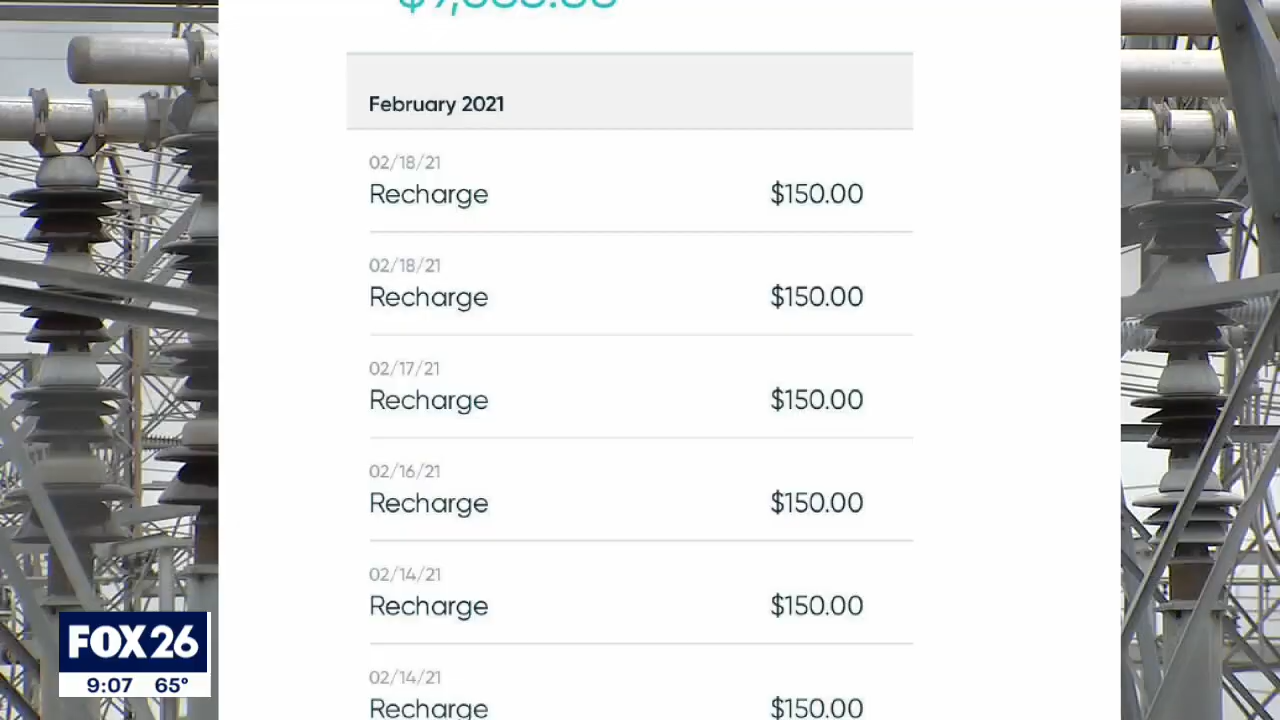 February 2021
02/18/21
Recharge $150.00
02/18/21
Recharge $150.00
02/17/21
Recharge $150.00
02/16/21
Recharge $150.00
02/14/21
Recharge $150.00
02/14/21
Recharge $150.00
FOX 26
9:07 65°